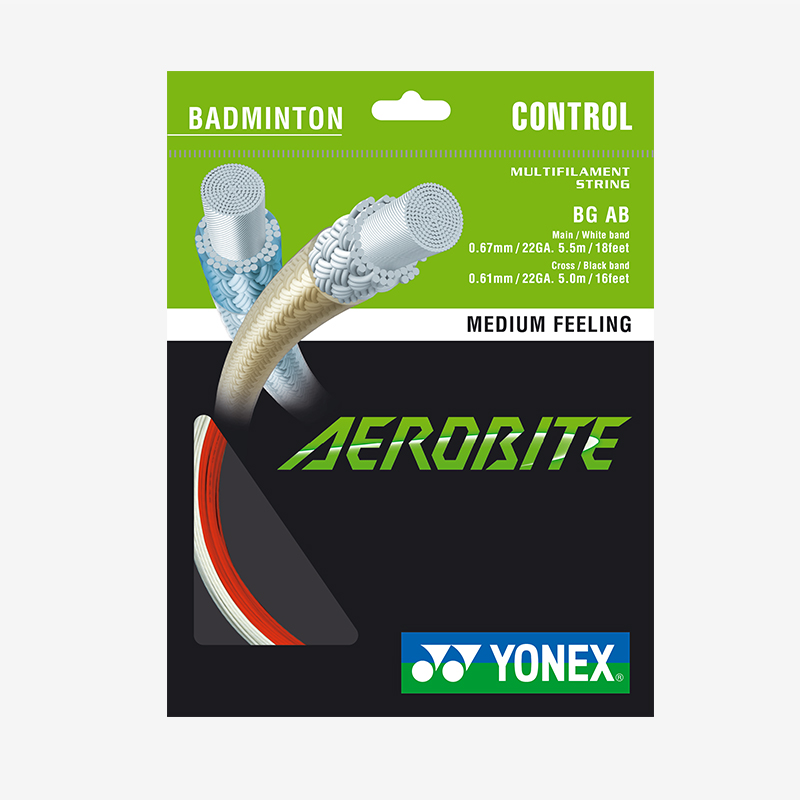 BADMINTON
CONTROL
MULTIFILAMENT
STRING
BG AB
Main / White band
0.67mm / 22GA. 5.5m / 18feet
Cross / Black band
0.61mm / 22GA. 5.0m / 16feet
MEDIUM FEELING
AEROBITE
YONEX®